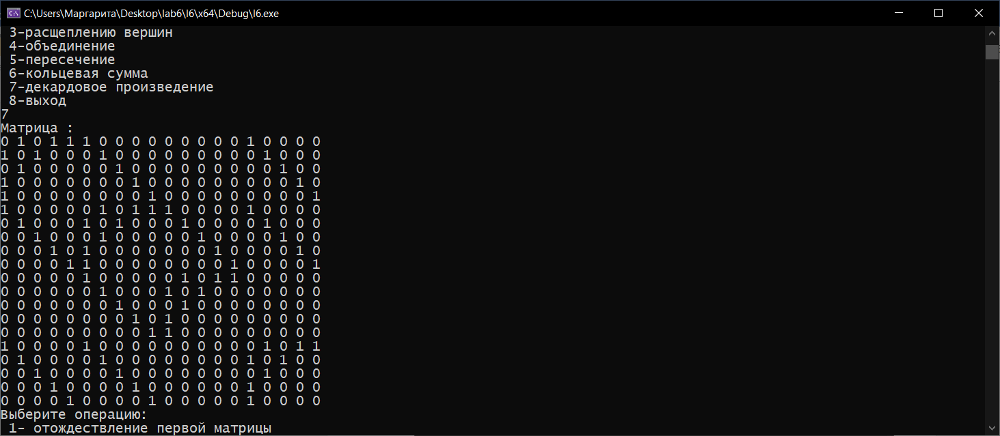 C:\Users\Маргарита\Desktop\lab6\l6\x64\Debug\l6.exe
3-расщеплению вершин
4-объединение
5-пересечение
6-кольцевая сумма
7-декардовое произведение
8-выход
7
Матрица :
0 1 0 1 1 1 0 0 0 0 0 0 0 0 0 1 0 0 0 0
1 0 1 0 0 0 1 0 0 0 0 0 0 0 0 0 1 0 0 0
0 1 0 0 0 0 0 1 0 0 0 0 0 0 0 0 0 1 0 0
1 0 0 0 0 0 0 0 1 0 0 0 0 0 0 0 0 0 1 0
1 0 0 0 0 0 0 0 0 1 0 0 0 0 0 0 0 0 0 1
1 0 0 0 0 0 1 0 1 1 1 0 0 0 0 1 0 0 0 0
0 1 0 0 0 1 0 1 0 0 0 1 0 0 0 0 1 0 0 0
0 0 1 0 0 0 1 0 0 0 0 0 1 0 0 0 0 1 0 0
0 0 0 1 0 1 0 0 0 0 0 0 0 1 0 0 0 0 1 0
0 0 0 0 1 1 0 0 0 0 0 0 0 0 1 0 0 0 0 1
0 0 0 0 0 1 0 0 0 0 0 1 0 1 1 0 0 0 0 0
0 0 0 0 0 0 1 0 0 0 1 0 1 0 0 0 0 0 0 0
0 0 0 0 0 0 0 1 0 0 0 1 0 0 0 0 0 0 0 0
0 0 0 0 0 0 0 0 1 0 1 0 0 0 0 0 0 0 0 0
0 0 0 0 0 0 0 0 0 1 1 0 0 0 0 0 0 0 0 0
1 0 0 0 0 1 0 0 0 0 0 0 0 0 0 0 1 0 1 1
0 1 0 0 0 0 1 0 0 0 0 0 0 0 0 1 0 1 0 0
0 0 1 0 0 0 0 1 0 0 0 0 0 0 0 0 1 0 0 0
0 0 0 1 0 0 0 0 1 0 0 0 0 0 0 1 0 0 0 0
0 0 0 0 1 0 0 0 0 1 0 0 0 0 0 1 0 0 0 0
Выберите операцию:
1- отождествление первой матрицы